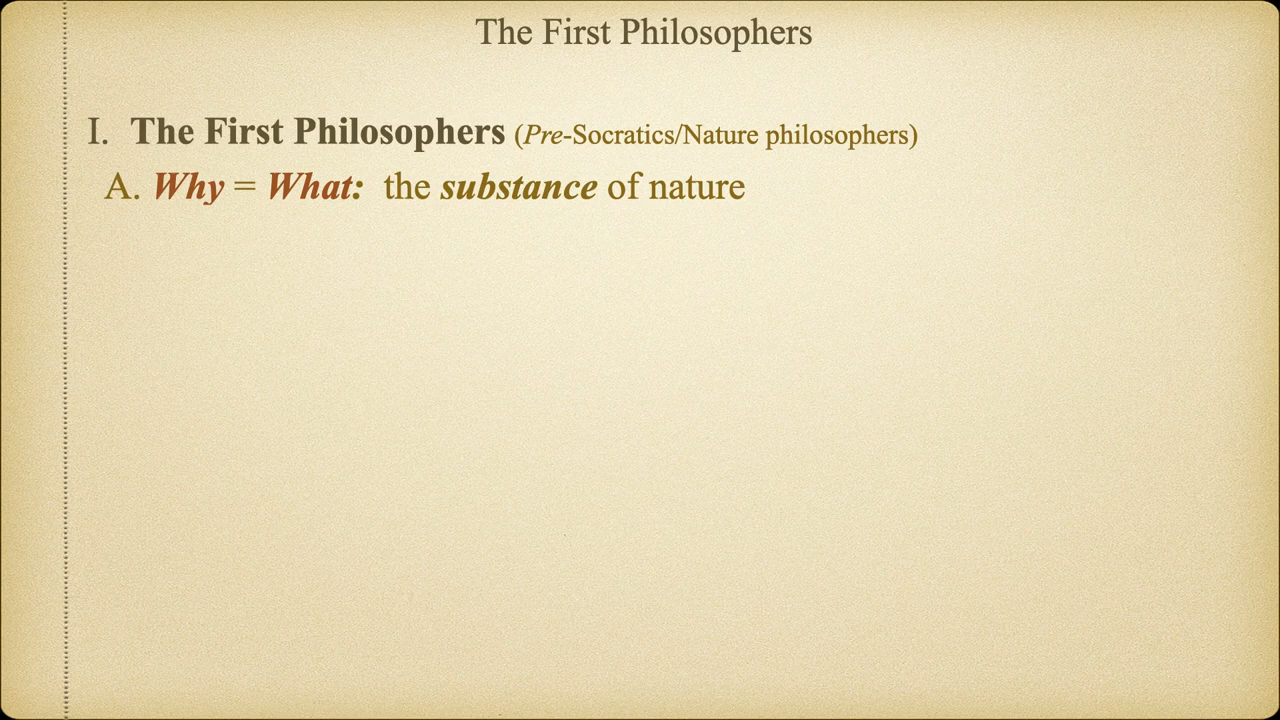 The First Philosophers
I. The First Philosophers (Pre-Socratics/Nature philosophers)
A. Why = What: the substance of nature